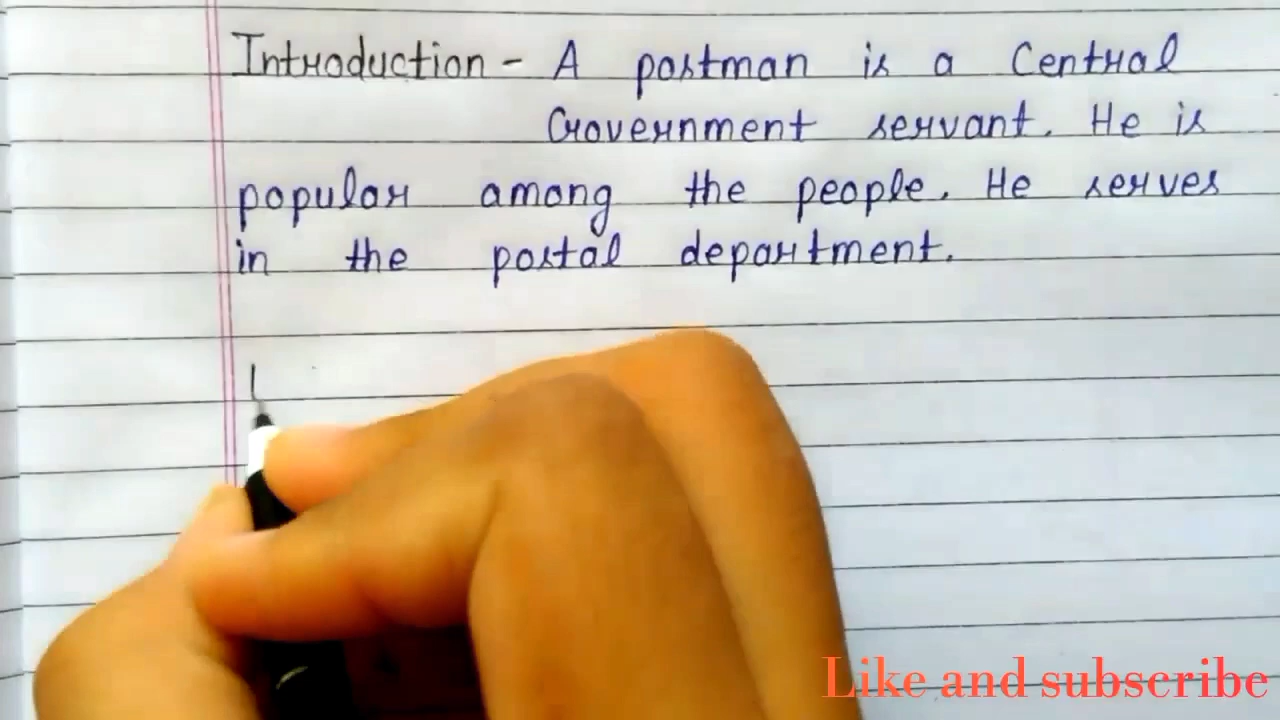 Introduction - A postman is a Central
Government servant. He is
popular among the people. He serves
in the postal department.
Like and subscribe